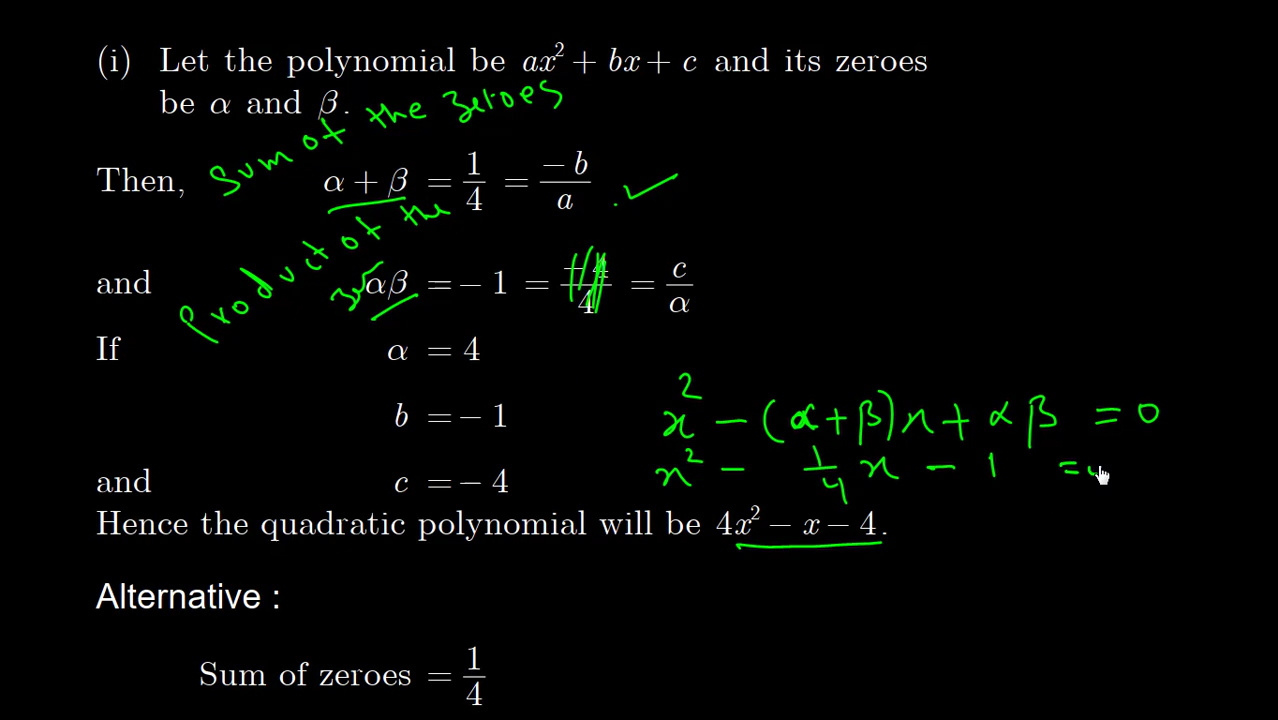 (i) Let the polynomial be ax² + bx + c and its zeroes
be α and β.
Sum of the zeroes
Then, α + β = 1/4 = −b/a
Product of the
and αβ = −1 = −4/4 = c/α
If α = 4
b = −1
x² − (α+β)x + αβ = 0
and c = −4
x² − 1/4 x − 1 =
Hence the quadratic polynomial will be 4x² − x − 4.
Alternative :
Sum of zeroes = 1/4